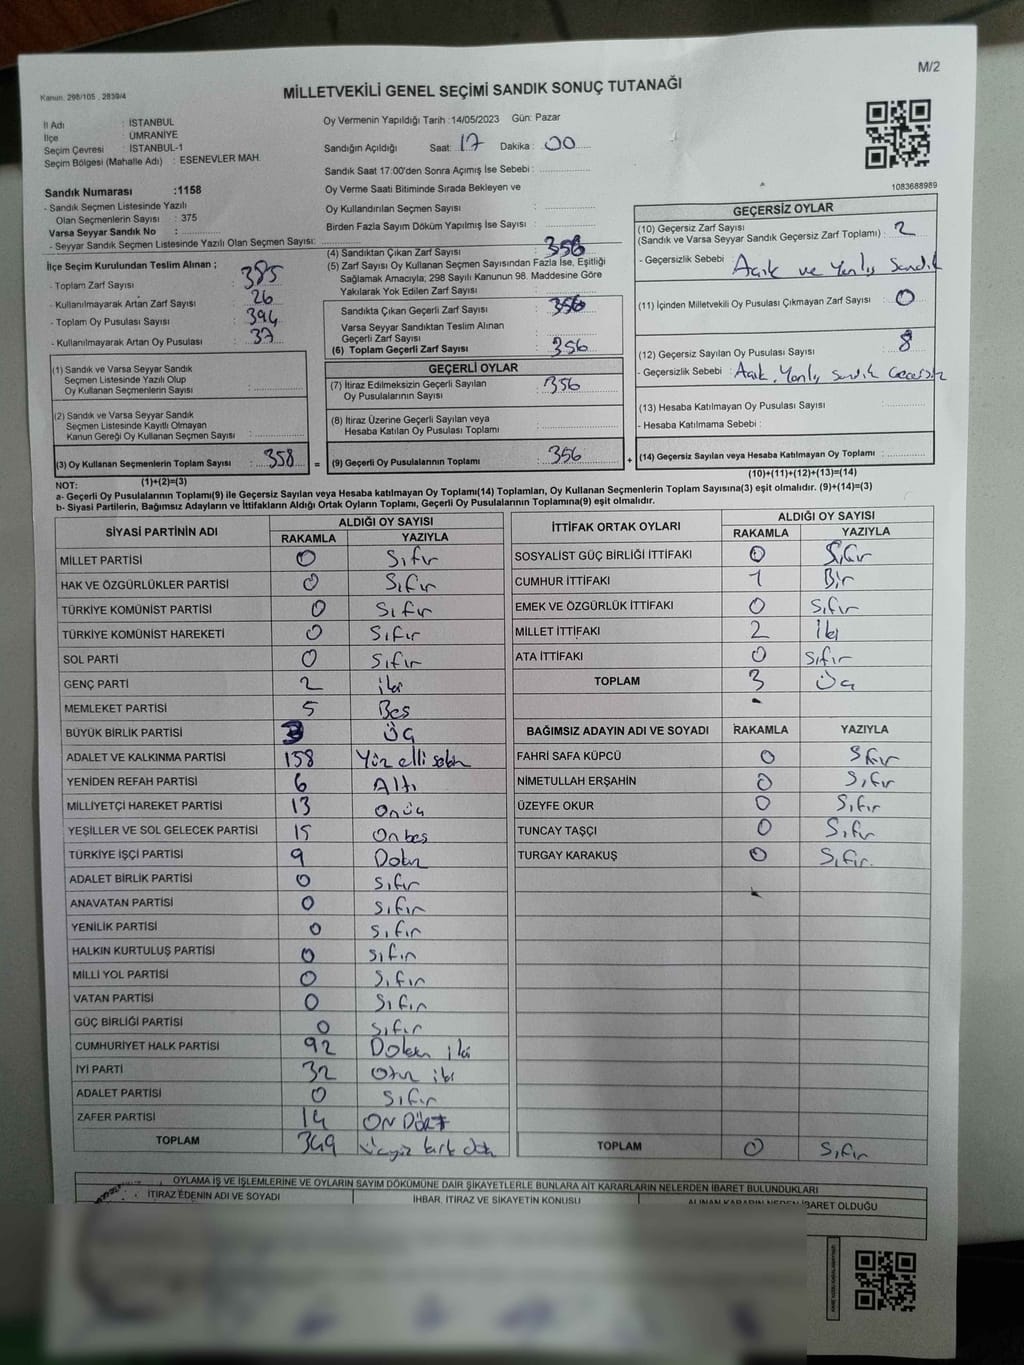 M/2
Kanun. 298/105 , 2839/4
MİLLETVEKİLİ GENEL SEÇİMİ SANDIK SONUÇ TUTANAĞI
İl Adı : İSTANBUL
İlçe : ÜMRANİYE
Seçim Çevresi : İSTANBUL-1
Seçim Bölgesi (Mahalle Adı) : ESENEVLER MAH.
Oy Vermenin Yapıldığı Tarih :14/05/2023 Gün: Pazar
Sandığın Açıldığı Saat: 17 Dakika : 00
Sandık Saat 17:00'den Sonra Açımış İse Sebebi :
Oy Verme Saati Bitiminde Sırada Bekleyen ve
Oy Kullandırılan Seçmen Sayısı :
Birden Fazla Sayım Döküm Yapılmış İse Sayısı :
1083688989
Sandık Numarası :1158
- Sandık Seçmen Listesinde Yazılı
Olan Seçmenlerin Sayısı : 375
Varsa Seyyar Sandık No :
- Seyyar Sandık Seçmen Listesinde Yazılı Olan Seçmen Sayısı:
İlçe Seçim Kurulundan Teslim Alınan ;
- Toplam Zarf Sayısı : 385
- Kullanılmayarak Artan Zarf Sayısı : 26
- Toplam Oy Pusulası Sayısı : 394
- Kullanılmayarak Artan Oy Pusulası : 37
(4) Sandıktan Çıkan Zarf Sayısı : 356
(5) Zarf Sayısı Oy Kullanan Seçmen Sayısından Fazla İse, Eşitliği
Sağlamak Amacıyla; 298 Sayılı Kanunun 98. Maddesine Göre
Yakılarak Yok Edilen Zarf Sayısı :
Sandıkta Çıkan Geçerli Zarf Sayısı : 356
Varsa Seyyar Sandıktan Teslim Alınan
Geçerli Zarf Sayısı :
(6) Toplam Geçerli Zarf Sayısı : 356
GEÇERSİZ OYLAR
(10) Geçersiz Zarf Sayısı
(Sandık ve Varsa Seyyar Sandık Geçersiz Zarf Toplamı) : 2
- Geçersizlik Sebebi : Açık ve Yanlış Sandık
(11) İçinden Milletvekili Oy Pusulası Çıkmayan Zarf Sayısı : 0
(12) Geçersiz Sayılan Oy Pusulası Sayısı : 8
- Geçersizlik Sebebi : Açık, Yanlış sandık Geçersiz
(13) Hesaba Katılmayan Oy Pusulası Sayısı :
- Hesaba Katılmama Sebebi :
(14) Geçersiz Sayılan veya Hesaba Katılmayan Oy Toplamı :
(10)+(11)+(12)+(13)=(14)
(1) Sandık ve Varsa Seyyar Sandık
Seçmen Listesinde Yazılı Olup
Oy Kullanan Seçmenlerin Sayısı :
(2) Sandık ve Varsa Seyyar Sandık
Seçmen Listesinde Kayıtlı Olmayan
Kanun Gereği Oy Kullanan Seçmen Sayısı :
(3) Oy Kullanan Seçmenlerin Toplam Sayısı : 358 =
(1)+(2)=(3)
GEÇERLİ OYLAR
(7) İtiraz Edilmeksizin Geçerli Sayılan
Oy Pusulalarının Sayısı : 356
(8) İtiraz Üzerine Geçerli Sayılan veya
Hesaba Katılan Oy Pusulası Toplamı :
(9) Geçerli Oy Pusulalarının Toplamı : 356 +
NOT:
a- Geçerli Oy Pusulalarının Toplamı(9) ile Geçersiz Sayılan veya Hesaba katılmayan Oy Toplamı(14) Toplamları, Oy Kullanan Seçmenlerin Toplam Sayısına(3) eşit olmalıdır. (9)+(14)=(3)
b- Siyasi Partilerin, Bağımsız Adayların ve İttifakların Aldığı Ortak Oyların Toplamı, Geçerli Oy Pusulalarının Toplamına(9) eşit olmalıdır.
SİYASİ PARTİNİN ADI ALDIĞI OY SAYISI
RAKAMLA YAZIYLA
MİLLET PARTİSİ 0 Sıfır
HAK VE ÖZGÜRLÜKLER PARTİSİ 0 Sıfır
TÜRKİYE KOMÜNİST PARTİSİ 0 Sıfır
TÜRKİYE KOMÜNİST HAREKETİ 0 Sıfır
SOL PARTİ 0 Sıfır
GENÇ PARTİ 2 iki
MEMLEKET PARTİSİ 5 Beş
BÜYÜK BİRLİK PARTİSİ 3 Üç
ADALET VE KALKINMA PARTİSİ 158 Yüz elli sekiz
YENİDEN REFAH PARTİSİ 6 Altı
MİLLİYETÇİ HAREKET PARTİSİ 13 Onüç
YEŞİLLER VE SOL GELECEK PARTİSİ 15 Onbeş
TÜRKİYE İŞÇİ PARTİSİ 9 Dokuz
ADALET BİRLİK PARTİSİ 0 Sıfır
ANAVATAN PARTİSİ 0 Sıfır
YENİLİK PARTİSİ 0 Sıfır
HALKIN KURTULUŞ PARTİSİ 0 Sıfır
MİLLİ YOL PARTİSİ 0 Sıfır
VATAN PARTİSİ 0 Sıfır
GÜÇ BİRLİĞİ PARTİSİ 0 Sıfır
CUMHURİYET HALK PARTİSİ 92 Doksan iki
İYİ PARTİ 32 Otuz iki
ADALET PARTİSİ 0 Sıfır
ZAFER PARTİSİ 14 ON DÖRT
TOPLAM 349 Üçyüz kırk dokuz
İTTİFAK ORTAK OYLARI ALDIĞI OY SAYISI
RAKAMLA YAZIYLA
SOSYALİST GÜÇ BİRLİĞİ İTTİFAKI 0 Sıfır
CUMHUR İTTİFAKI 1 Bir
EMEK VE ÖZGÜRLÜK İTTİFAKI 0 Sıfır
MİLLET İTTİFAKI 2 İki
ATA İTTİFAKI 0 Sıfır
TOPLAM 3 Üç
BAĞIMSIZ ADAYIN ADI VE SOYADI RAKAMLA YAZIYLA
FAHRİ SAFA KÜPCÜ 0 Sıfır
NİMETULLAH ERŞAHİN 0 Sıfır
ÜZEYFE OKUR 0 Sıfır
TUNCAY TAŞÇI 0 Sıfır
TURGAY KARAKUŞ 0 Sıfır.
TOPLAM 0 Sıfır
OYLAMA İŞ VE İŞLEMLERİNE VE OYLARIN SAYIM DÖKÜMÜNE DAİR ŞİKAYETLERLE BUNLARA AİT KARARLARIN NELERDEN İBARET BULUNDUKLARI
İTİRAZ EDENİN ADI VE SOYADI İHBAR, İTİRAZ VE ŞİKAYETİN KONUSU ALINAN KARARIN NEDEN İBARET OLDUĞU